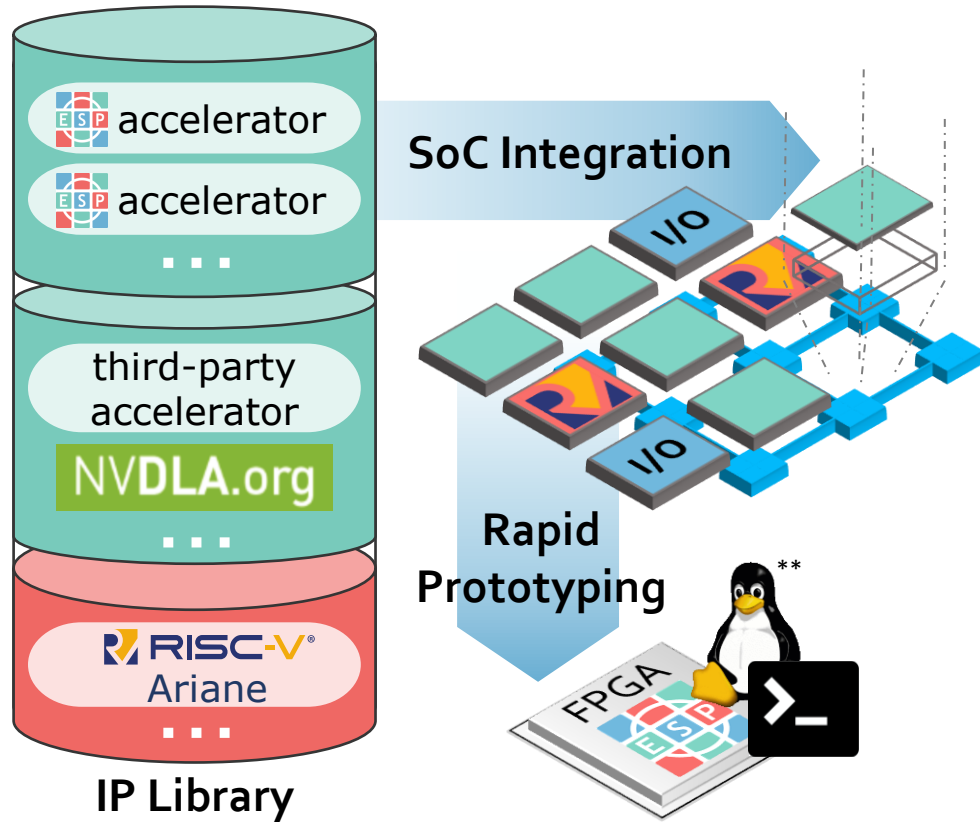 ESP accelerator
ESP accelerator
...
third-party
accelerator
NVDLA.org
...
RISC-V®
Ariane
...
IP Library
SoC Integration
I/O
I/O
Rapid
Prototyping
**
FPGA
ESP
>_